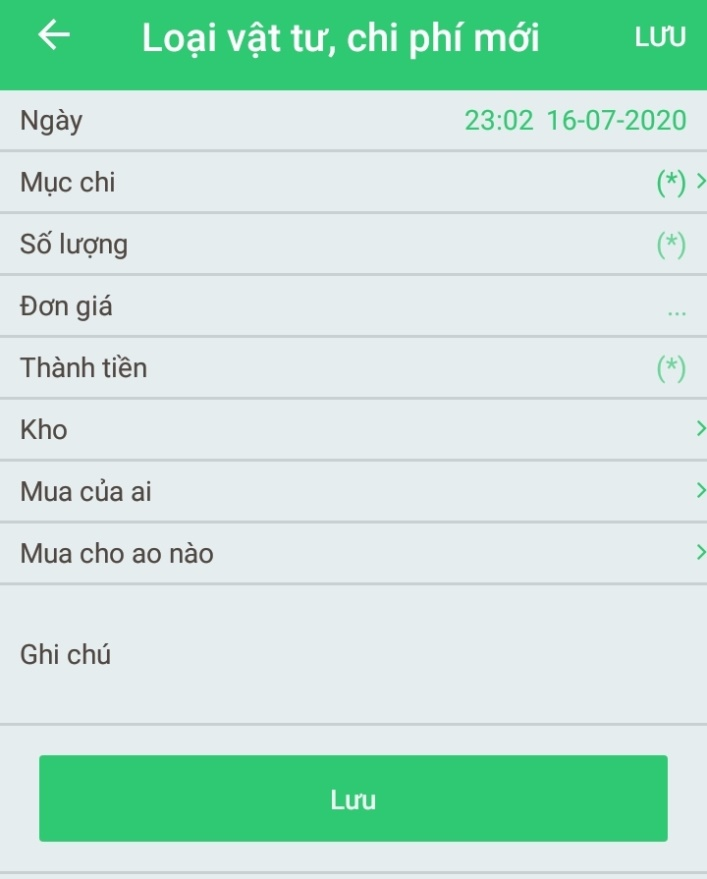 Loại vật tư, chi phí mới LƯU
Ngày 23:02 16-07-2020
Mục chi (*)
Số lượng (*)
Đơn giá ...
Thành tiền (*)
Kho
Mua của ai
Mua cho ao nào
Ghi chú
Lưu